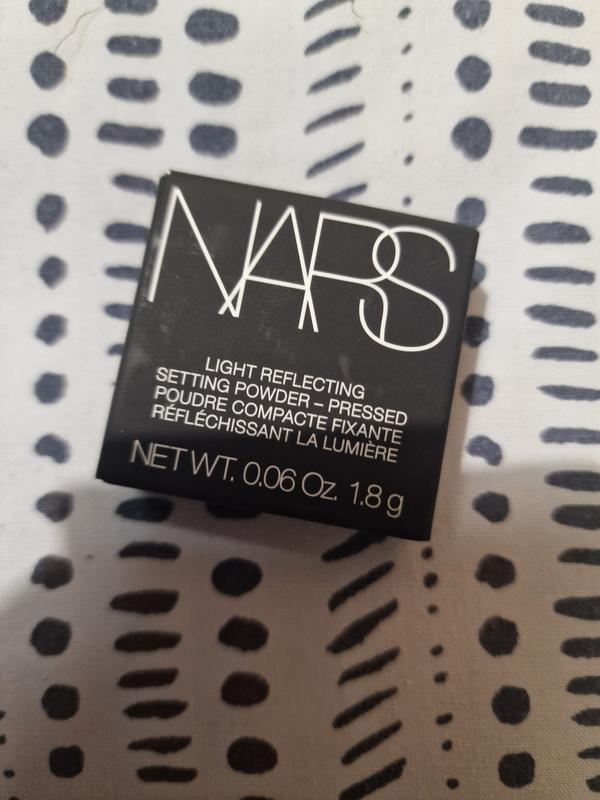 NARS
LIGHT REFLECTING
SETTING POWDER – PRESSED
POUDRE COMPACTE FIXANTE
RÉFLÉCHISSANT LA LUMIÈRE
NET WT. 0.06 Oz. 1.8 g